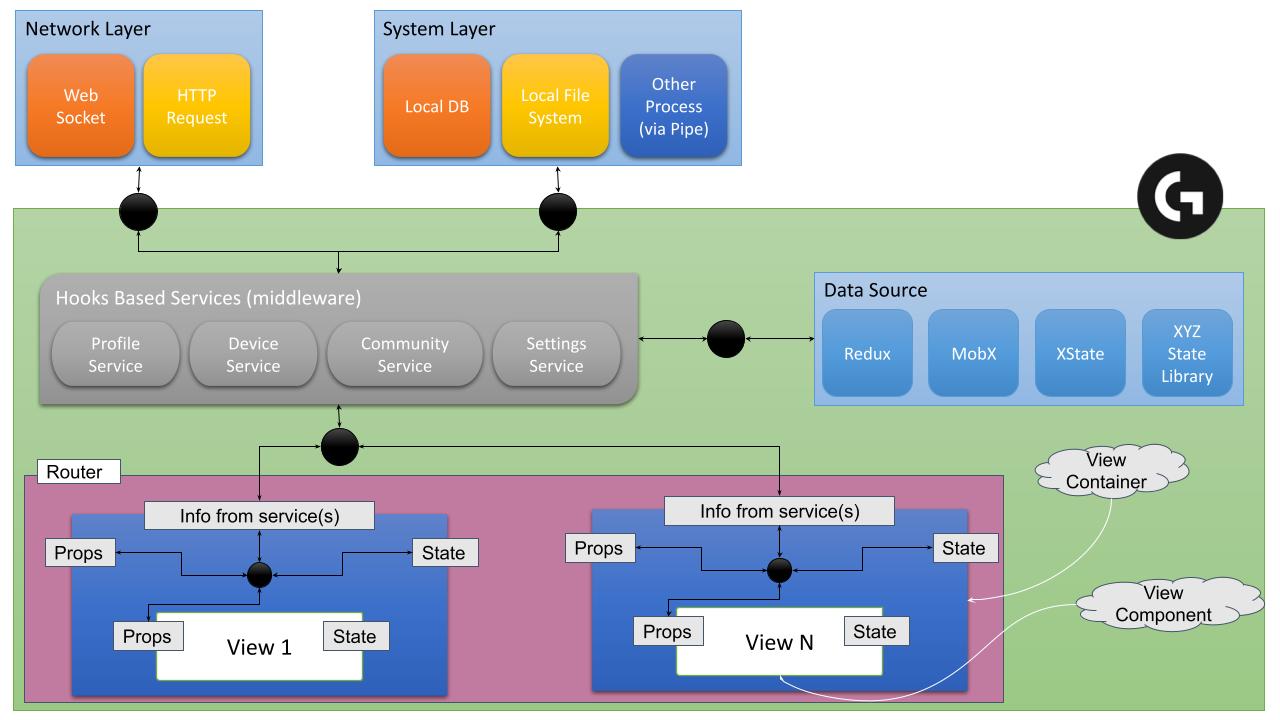 Network Layer
Web
Socket
HTTP
Request
System Layer
Local DB
Local File
System
Other
Process
(via Pipe)
G
Hooks Based Services (middleware)
Profile
Service
Device
Service
Community
Service
Settings
Service
Data Source
Redux
MobX
XState
XYZ
State
Library
Router
Info from service(s)
Props
State
Props
View 1
State
Info from service(s)
Props
State
Props
View N
State
View
Container
View
Component